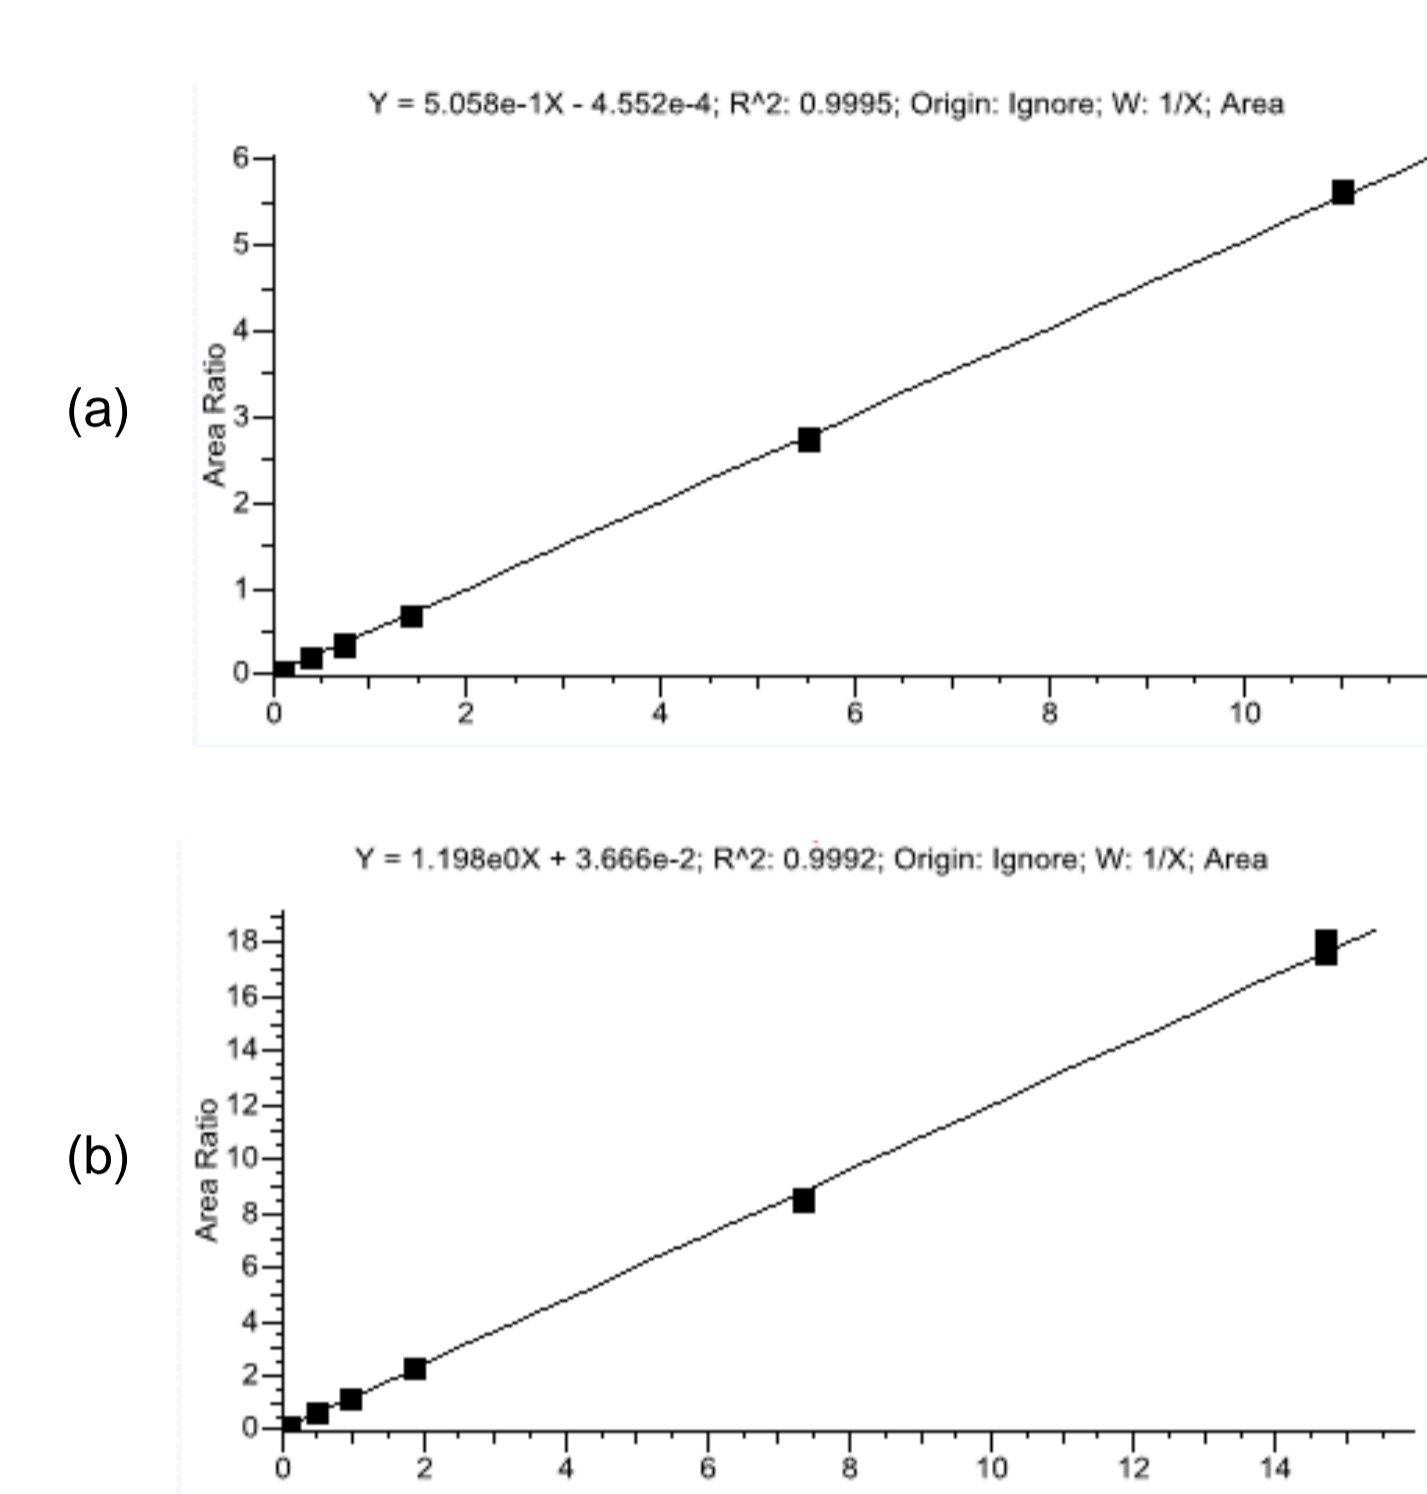 Y = 5.058e-1X - 4.552e-4; R^2: 0.9995; Origin: Ignore; W: 1/X; Area
6
5
4
3
2
1
0
Area Ratio
(a)
0 2 4 6 8 10
Y = 1.198e0X + 3.666e-2; R^2: 0.9992; Origin: Ignore; W: 1/X; Area
18
16
14
12
10
8
6
4
2
0
Area Ratio
(b)
0 2 4 6 8 10 12 14